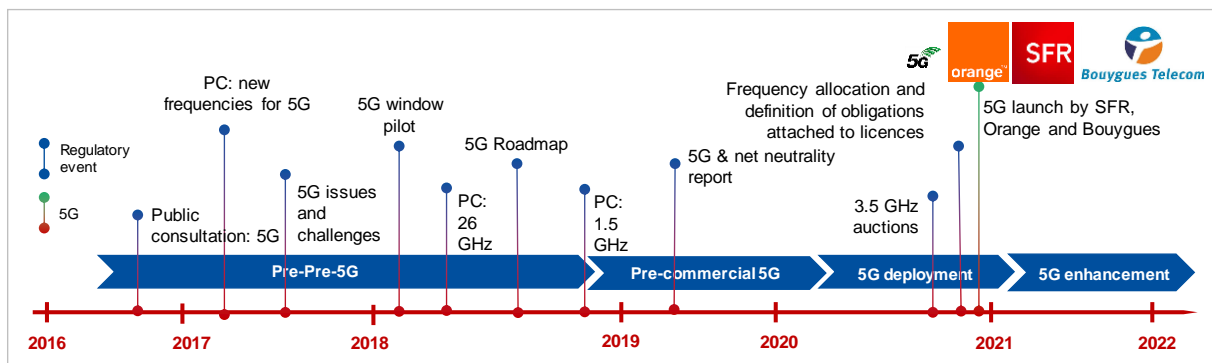 5G
orange™
SFR
Bouygues Telecom
PC: new
frequencies for 5G
5G window
pilot
Frequency allocation and
definition of obligations
attached to licences
5G launch by SFR,
Orange and Bouygues
Regulatory
event
5G
5G Roadmap
5G & net neutrality
report
Public
consultation: 5G
5G issues
and
challenges
PC:
26
GHz
PC:
1.5
GHz
3.5 GHz
auctions
Pre-Pre-5G
Pre-commercial 5G
5G deployment
5G enhancement
2016
2017
2018
2019
2020
2021
2022